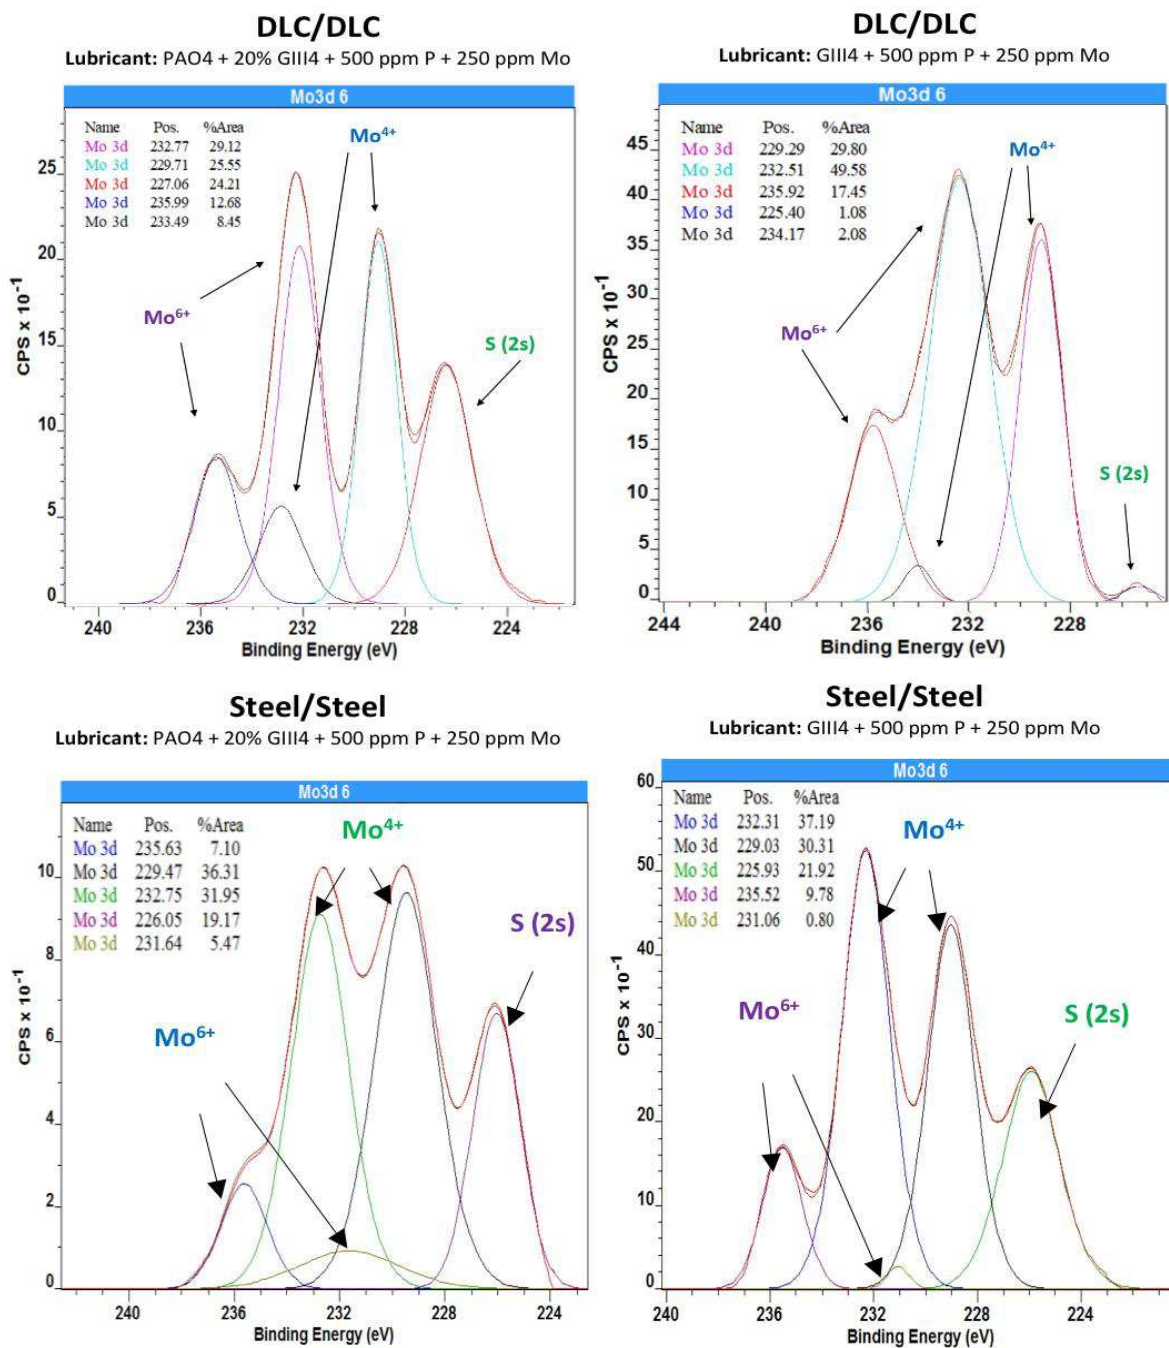 DLC/DLC
Lubricant: PAO4 + 20% GIII4 + 500 ppm P + 250 ppm Mo
Mo3d 6
Name Pos. %Area
Mo 3d 232.77 29.12
Mo 3d 229.71 25.55
Mo 3d 227.06 24.21
Mo 3d 235.99 12.68
Mo 3d 233.49 8.45
Mo⁴⁺
Mo⁶⁺
S (2s)
CPS x 10⁻¹
25
20
15
10
5
0
240 236 232 228 224
Binding Energy (eV)
DLC/DLC
Lubricant: GIII4 + 500 ppm P + 250 ppm Mo
Mo3d 6
Name Pos. %Area
Mo 3d 229.29 29.80
Mo 3d 232.51 49.58
Mo 3d 235.92 17.45
Mo 3d 225.40 1.08
Mo 3d 234.17 2.08
Mo⁴⁺
Mo⁶⁺
S (2s)
CPS x 10⁻¹
45
40
35
30
25
20
15
10
5
0
244 240 236 232 228
Binding Energy (eV)
Steel/Steel
Lubricant: PAO4 + 20% GIII4 + 500 ppm P + 250 ppm Mo
Mo3d 6
Name Pos. %Area
Mo 3d 235.63 7.10
Mo 3d 229.47 36.31
Mo 3d 232.75 31.95
Mo 3d 226.05 19.17
Mo 3d 231.64 5.47
Mo⁴⁺
S (2s)
Mo⁶⁺
CPS x 10⁻¹
10
8
6
4
2
0
240 236 232 228 224
Binding Energy (eV)
Steel/Steel
Lubricant: GIII4 + 500 ppm P + 250 ppm Mo
Mo3d 6
Name Pos. %Area
Mo 3d 232.31 37.19
Mo 3d 229.03 30.31
Mo 3d 225.93 21.92
Mo 3d 235.52 9.78
Mo 3d 231.06 0.80
Mo⁴⁺
Mo⁶⁺
S (2s)
CPS x 10⁻¹
60
50
40
30
20
10
0
240 236 232 228 224
Binding Energy (eV)